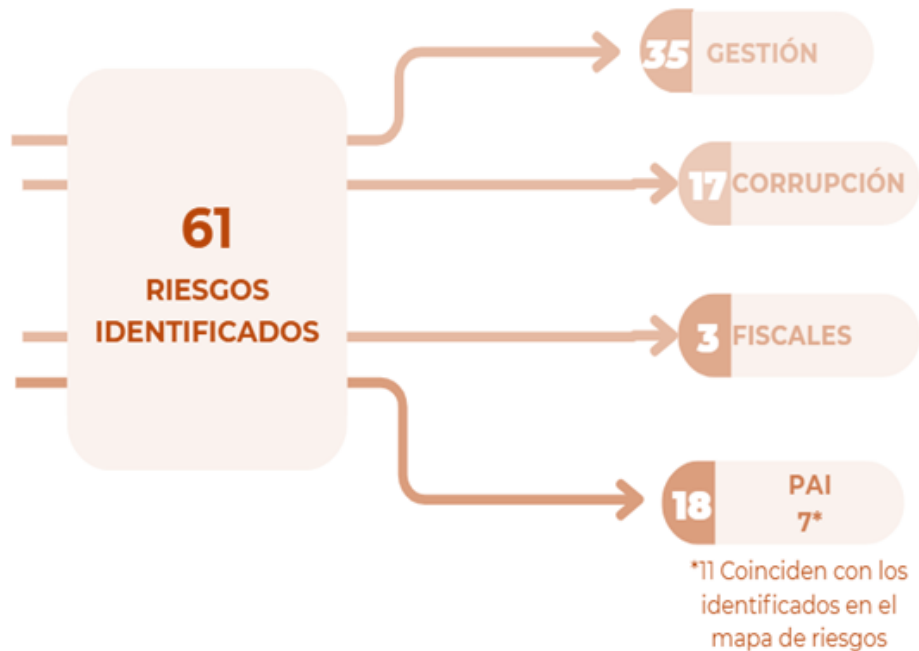 61
RIESGOS
IDENTIFICADOS
35 GESTIÓN
17 CORRUPCIÓN
3 FISCALES
18 PAI
7*
*11 Coinciden con los
identificados en el
mapa de riesgos